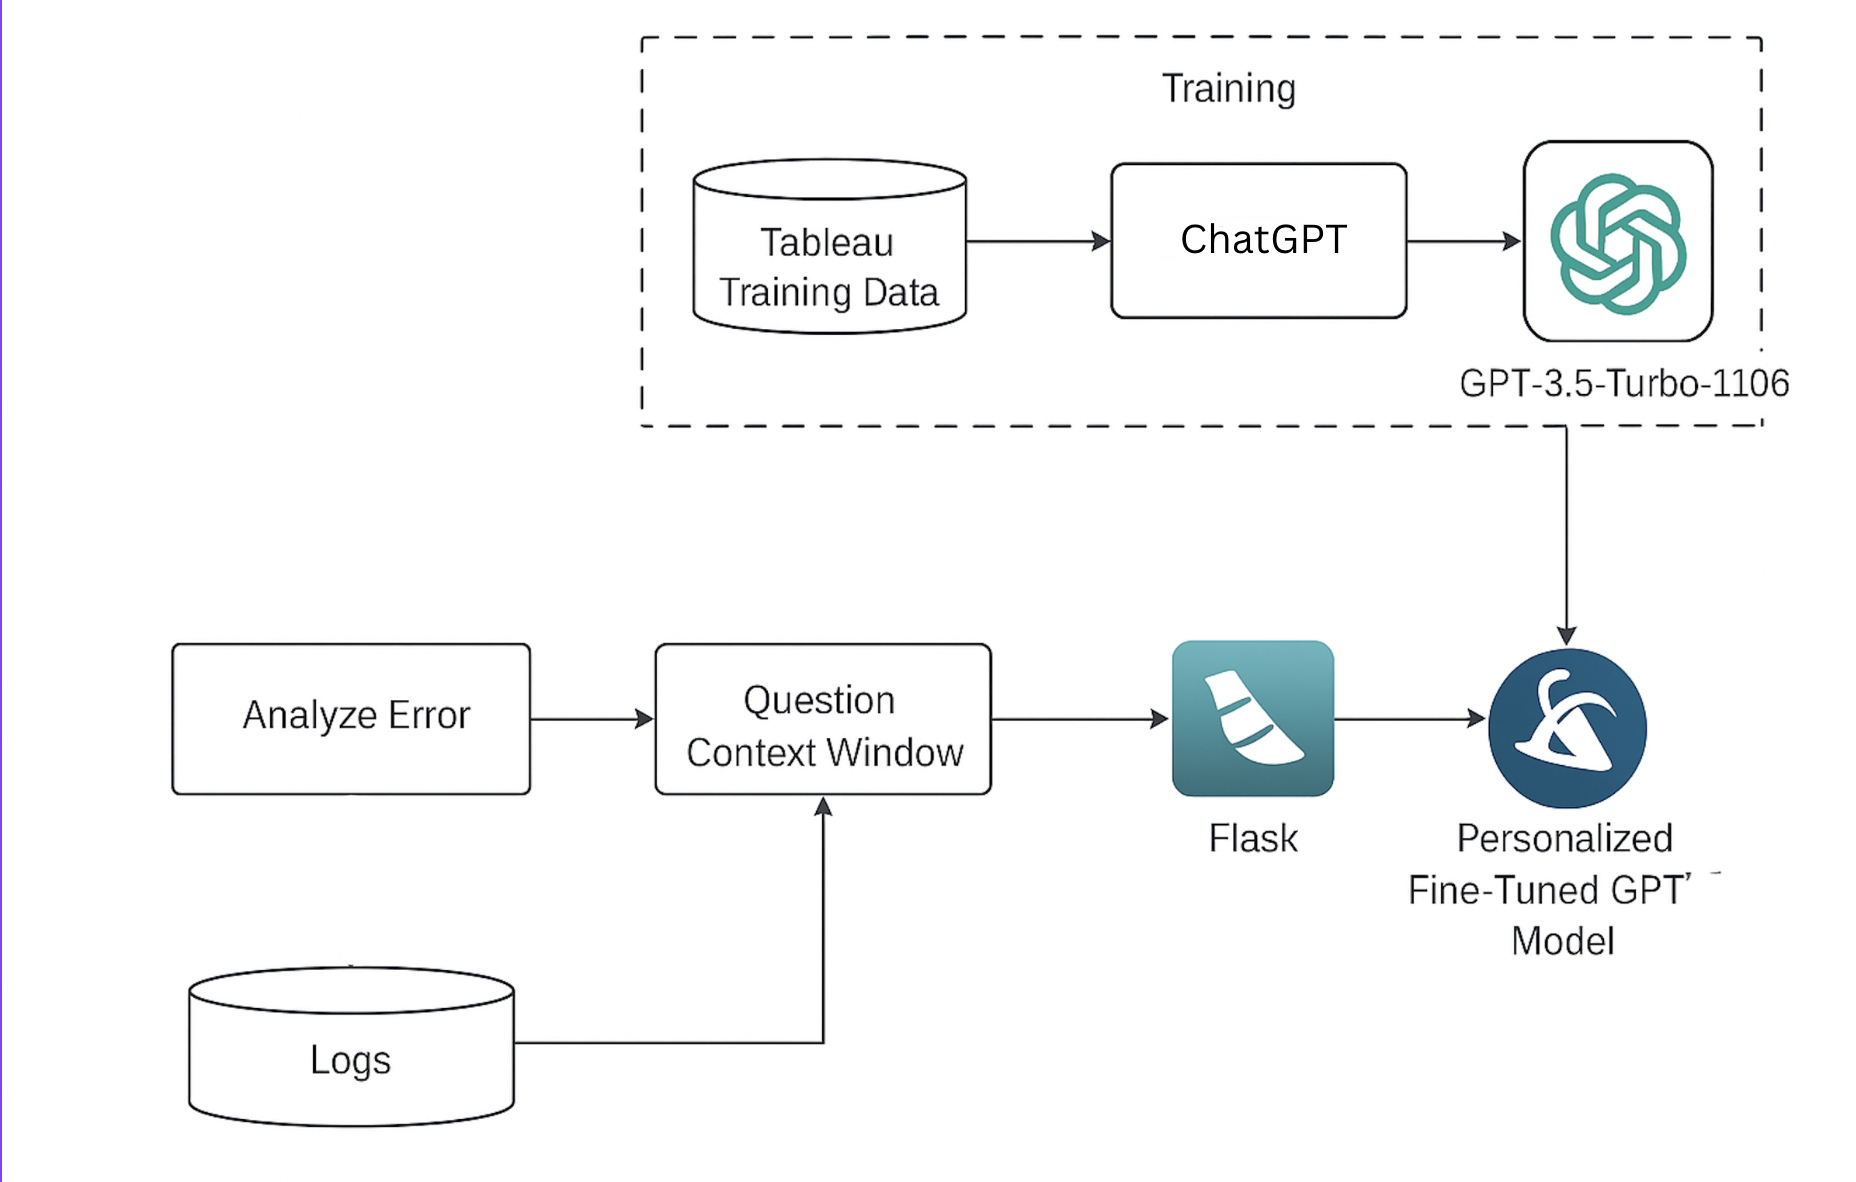 Training
Tableau
Training Data
ChatGPT
GPT-3.5-Turbo-1106
Analyze Error
Question
Context Window
Flask
Personalized
Fine-Tuned GPT’
Model
Logs